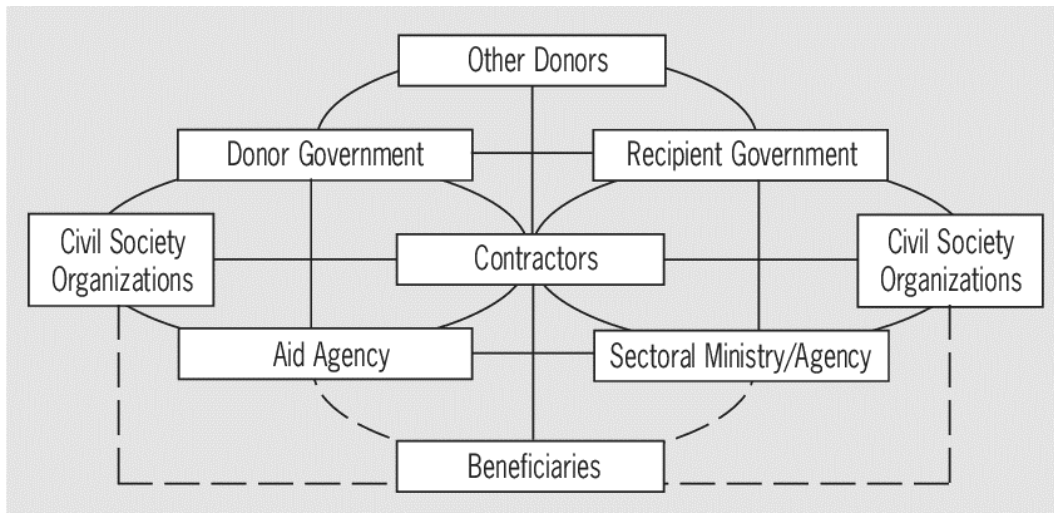 Other Donors
Donor Government
Recipient Government
Civil Society
Organizations
Contractors
Civil Society
Organizations
Aid Agency
Sectoral Ministry/Agency
Beneficiaries